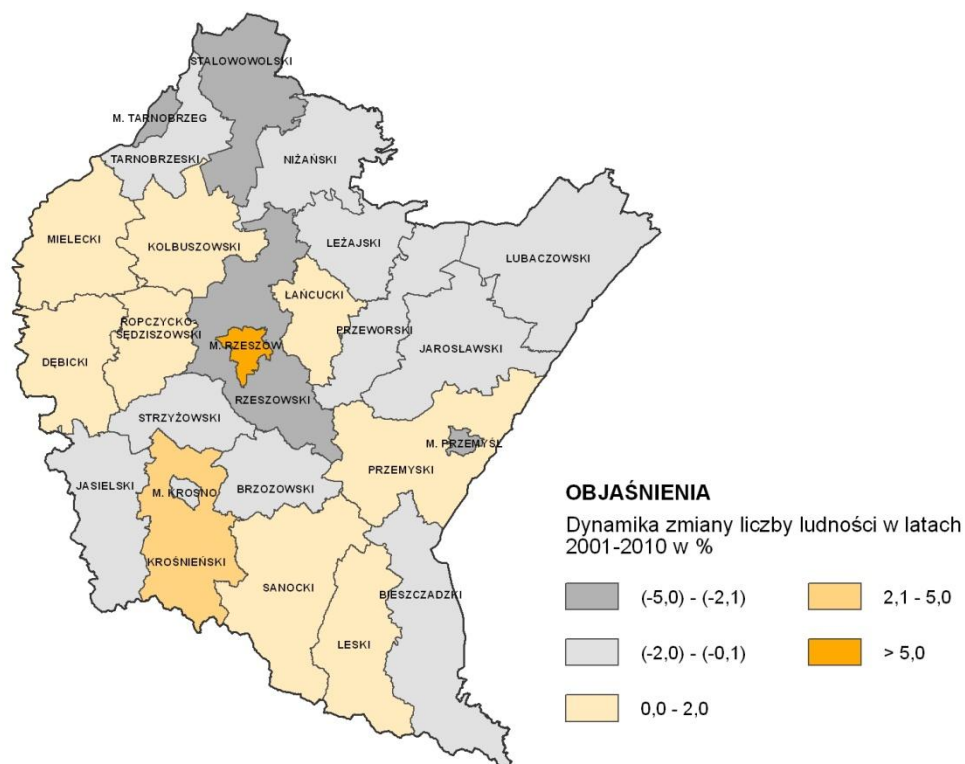 STALOWOWOLSKI
M. TARNOBRZEG
TARNOBRZESKI
NIŻAŃSKI
MIELECKI
KOLBUSZOWSKI
LEŻAJSKI
LUBACZOWSKI
ŁAŃCUCKI
ROPCZYCKO-
SĘDZISZOWSKI
PRZEWORSKI
M. RZESZÓW
JAROSŁAWSKI
DĘBICKI
RZESZOWSKI
STRZYŻOWSKI
M. PRZEMYŚL
PRZEMYSKI
JASIELSKI
M. KROSNO
BRZOZOWSKI
KROŚNIEŃSKI
SANOCKI
BIESZCZADZKI
LESKI
OBJAŚNIENIA
Dynamika zmiany liczby ludności w latach
2001-2010 w %
(-5,0) - (-2,1)
2,1 - 5,0
(-2,0) - (-0,1)
> 5,0
0,0 - 2,0